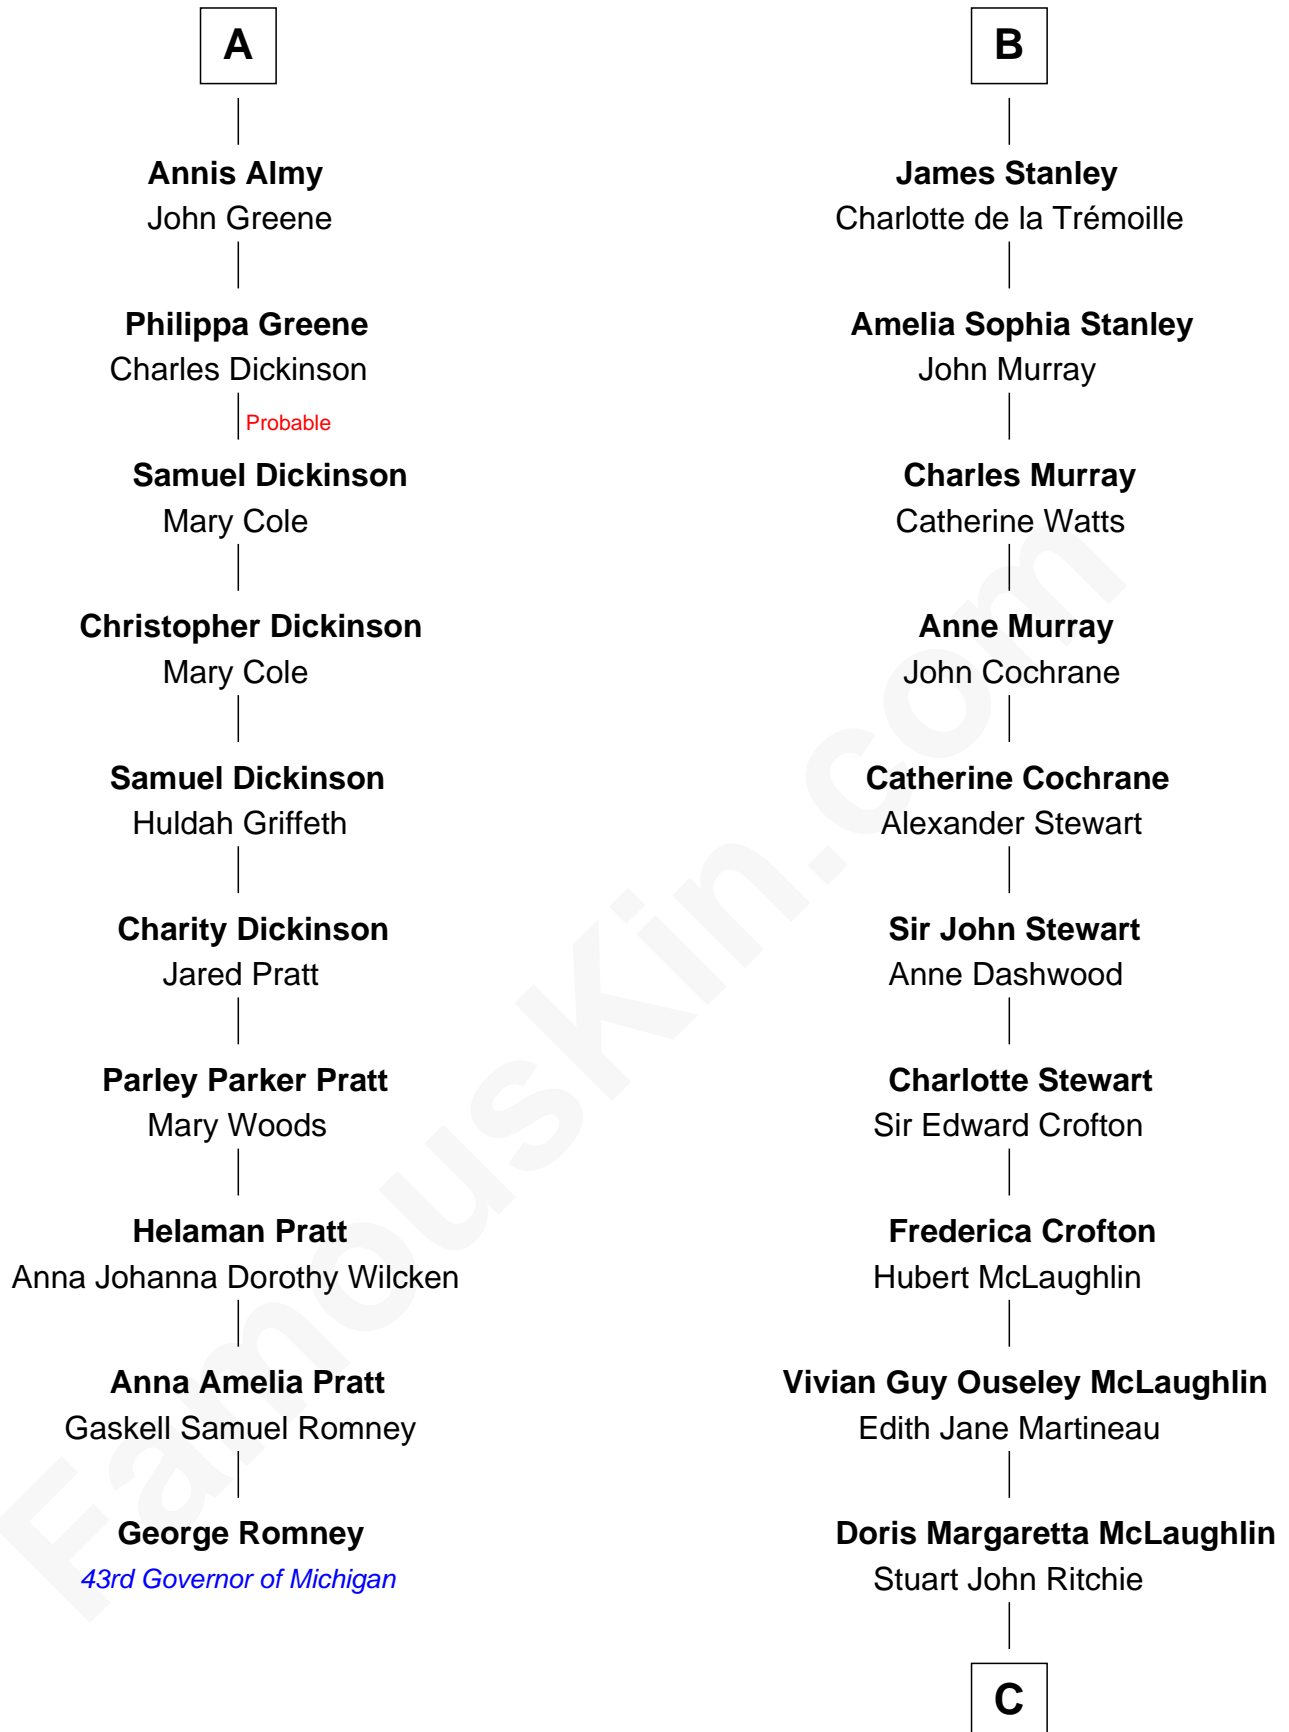 A
Annis Almy
John Greene
Philippa Greene
Charles Dickinson
Probable
Samuel Dickinson
Mary Cole
Christopher Dickinson
Mary Cole
Samuel Dickinson
Huldah Griffeth
Charity Dickinson
Jared Pratt
Parley Parker Pratt
Mary Woods
Helaman Pratt
Anna Johanna Dorothy Wilcken
Anna Amelia Pratt
Gaskell Samuel Romney
George Romney
43rd Governor of Michigan
B
James Stanley
Charlotte de la Trémoille
Amelia Sophia Stanley
John Murray
Charles Murray
Catherine Watts
Anne Murray
John Cochrane
Catherine Cochrane
Alexander Stewart
Sir John Stewart
Anne Dashwood
Charlotte Stewart
Sir Edward Crofton
Frederica Crofton
Hubert McLaughlin
Vivian Guy Ouseley McLaughlin
Edith Jane Martineau
Doris Margaretta McLaughlin
Stuart John Ritchie
C
FamousKin.com